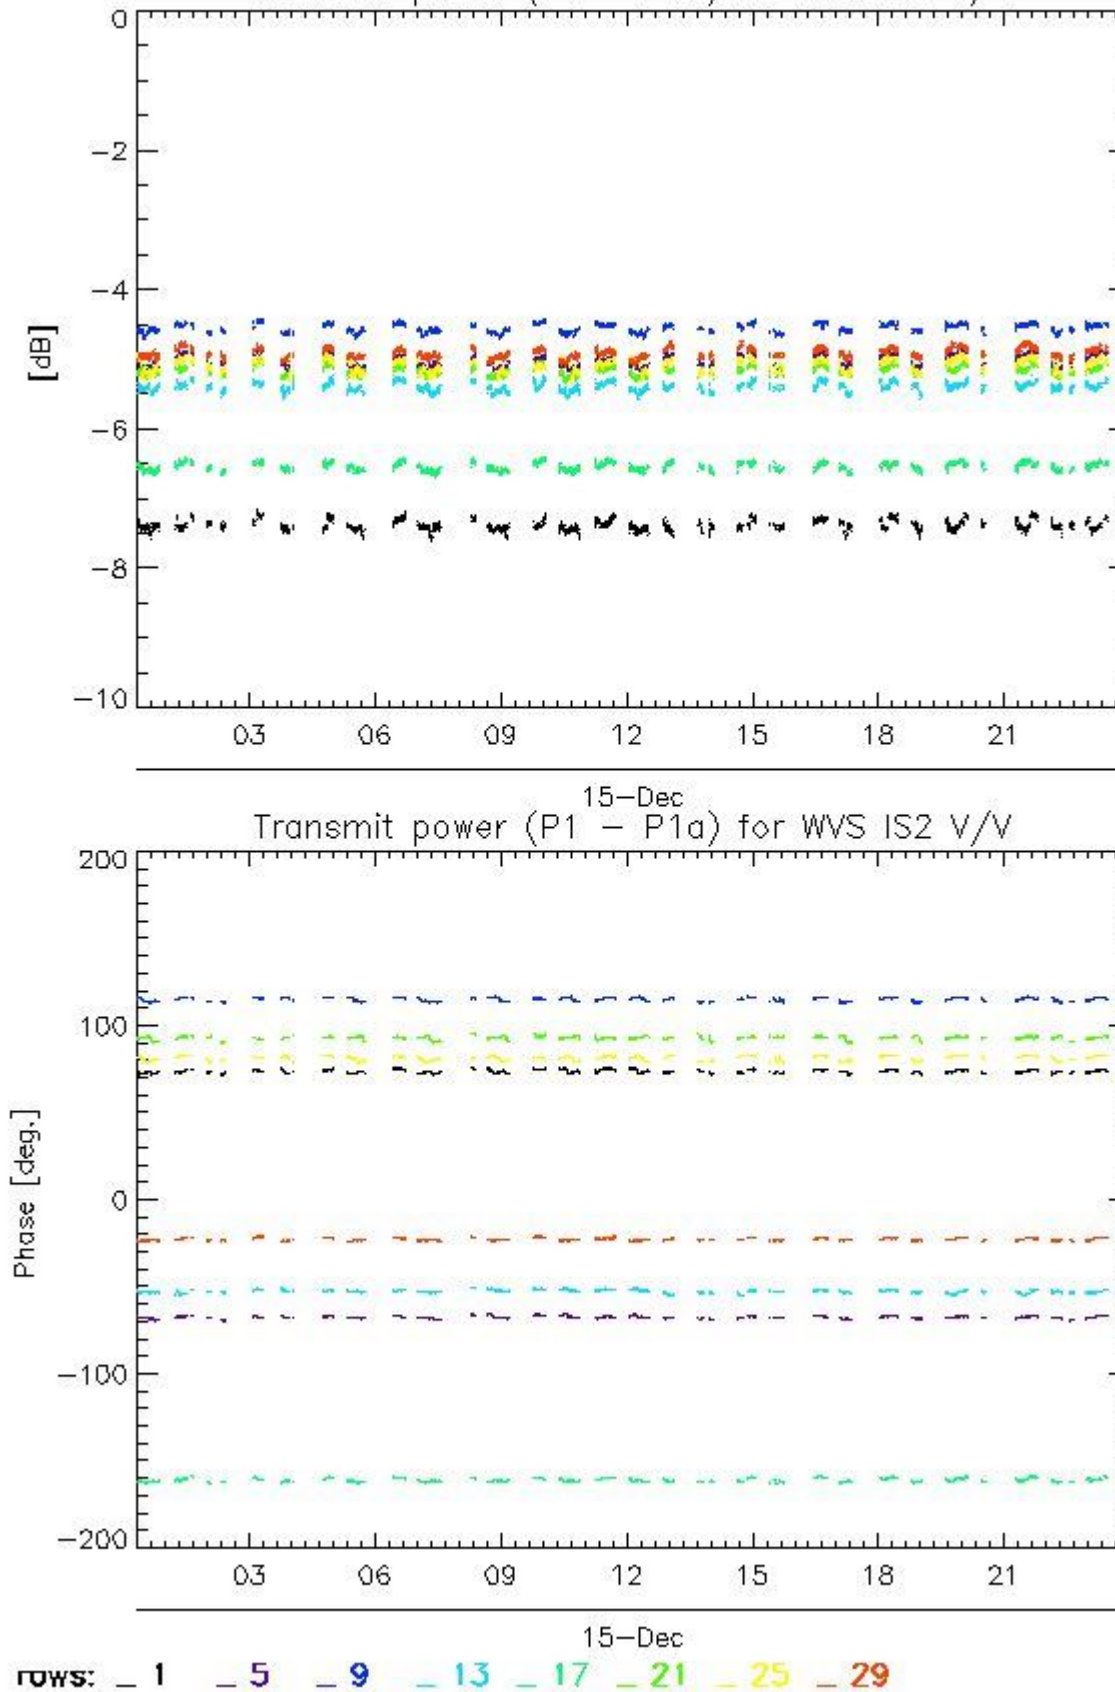 0
-2
-4
[dB]
-6
-8
-10
03 06 09 12 15 18 21
15-Dec
Transmit power (P1 - P1a) for WVS IS2 V/V
200
100
Phase [deg.]
0
-100
-200
03 06 09 12 15 18 21
15-Dec
rows: _ 1 _ 5 _ 9 _ 13 _ 17 _ 21 _ 25 _ 29